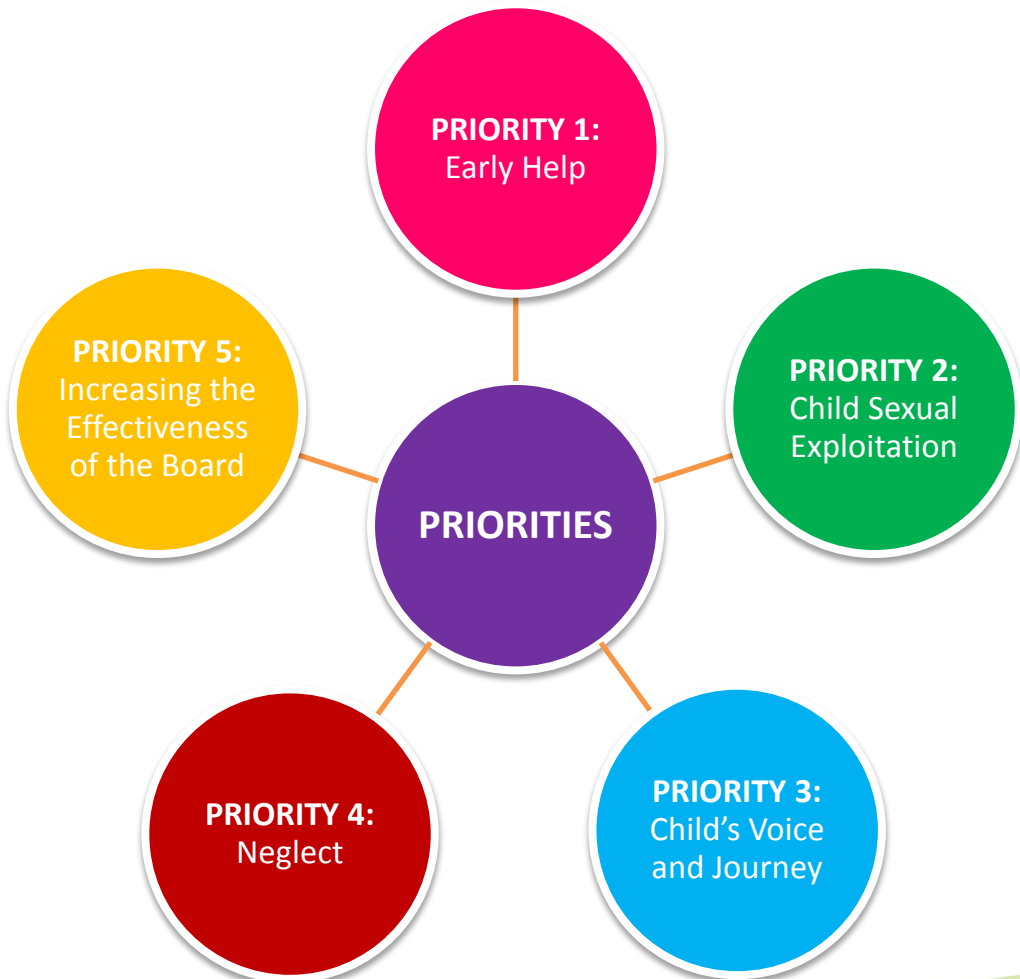 PRIORITY 1:
Early Help
PRIORITY 2:
Child Sexual
Exploitation
PRIORITY 3:
Child’s Voice
and Journey
PRIORITY 4:
Neglect
PRIORITY 5:
Increasing the
Effectiveness
of the Board
PRIORITIES